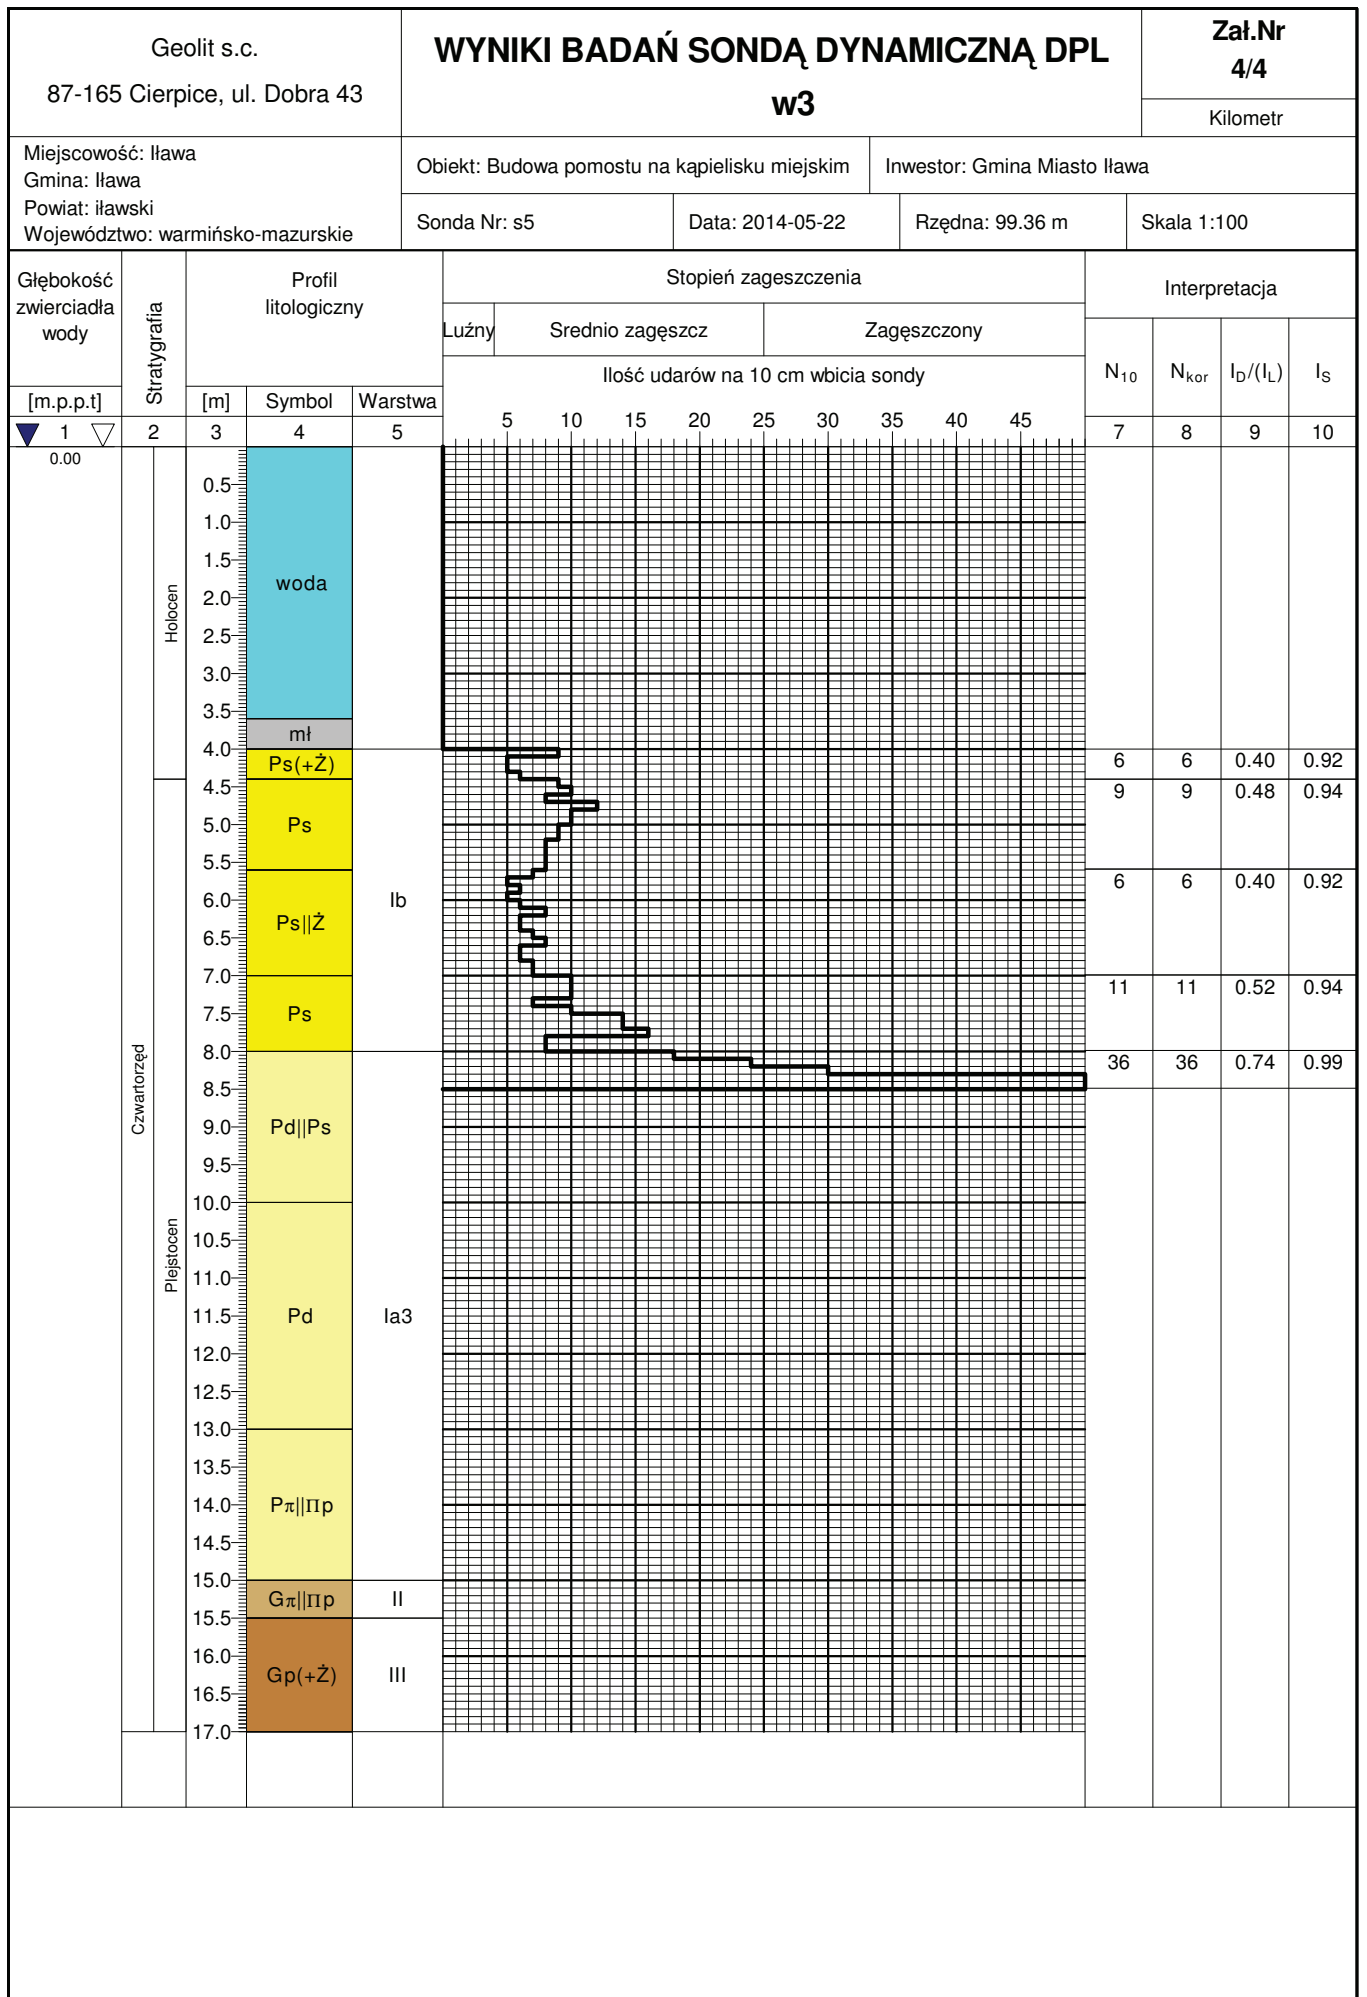 Geolit s.c.
87-165 Cierpice, ul. Dobra 43
WYNIKI BADAŃ SONDĄ DYNAMICZNĄ DPL
w3
Zał.Nr
4/4
Kilometr
Miejscowość: Iława
Gmina: Iława
Powiat: iławski
Województwo: warmińsko-mazurskie
Obiekt: Budowa pomostu na kąpielisku miejskim
Inwestor: Gmina Miasto Iława
Sonda Nr: s5
Data: 2014-05-22
Rzędna: 99.36 m
Skala 1:100
Głębokość
zwierciadła
wody
[m.p.p.t]
Stratygrafia
Profil
litologiczny
[m] Symbol Warstwa
Stopień zageszczenia
Luźny Srednio zagęszcz Zagęszczony
Ilość udarów na 10 cm wbicia sondy
5 10 15 20 25 30 35 40 45
Interpretacja
N10 Nkor ID/(IL) IS
1 2 3 4 5 7 8 9 10
0.00
Holocen
Czwartorzęd
Plejstocen
0.5
1.0
1.5
woda
2.0
2.5
3.0
3.5
mł
4.0
Ps(+Ż) 6 6 0.40 0.92
4.5
9 9 0.48 0.94
5.0 Ps
5.5
6 6 0.40 0.92
6.0 Ib
Ps||Ż
6.5
7.0
11 11 0.52 0.94
7.5 Ps
8.0
36 36 0.74 0.99
8.5
9.0 Pd||Ps
9.5
10.0
10.5
11.0
11.5 Pd Ia3
12.0
12.5
13.0
13.5
14.0 Pπ||Πp
14.5
15.0
Gπ||Πp II
15.5
16.0
Gp(+Ż) III
16.5
17.0